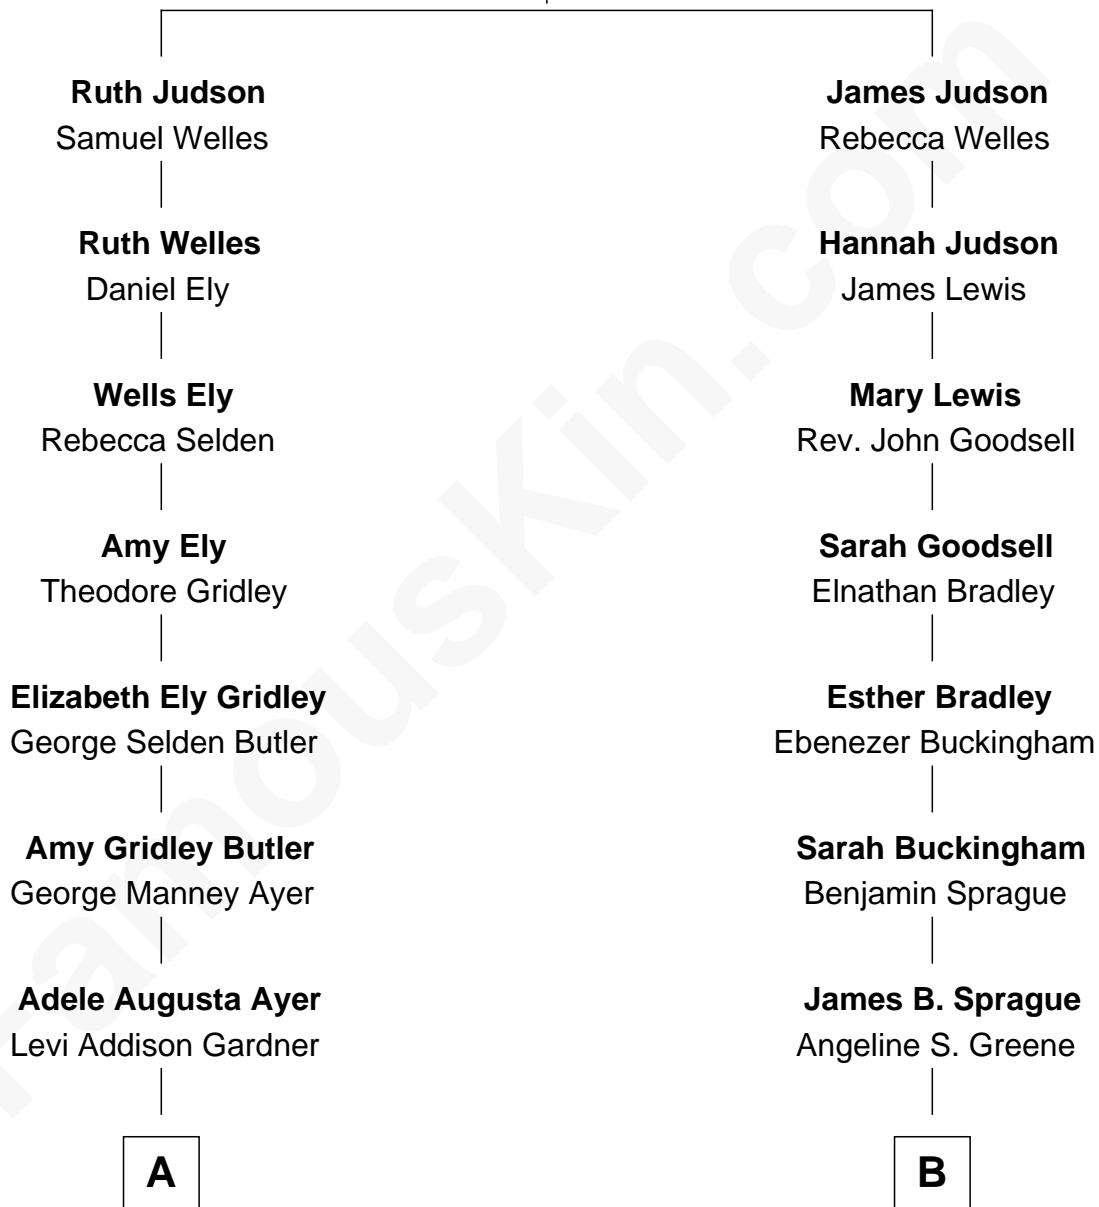 Ruth Judson
Samuel Welles
Ruth Welles
Daniel Ely
Wells Ely
Rebecca Selden
Amy Ely
Theodore Gridley
Elizabeth Ely Gridley
George Selden Butler
Amy Gridley Butler
George Manney Ayer
Adele Augusta Ayer
Levi Addison Gardner
A
James Judson
Rebecca Welles
Hannah Judson
James Lewis
Mary Lewis
Rev. John Goodsell
Sarah Goodsell
Elnathan Bradley
Esther Bradley
Ebenezer Buckingham
Sarah Buckingham
Benjamin Sprague
James B. Sprague
Angeline S. Greene
B
FamousKin.com